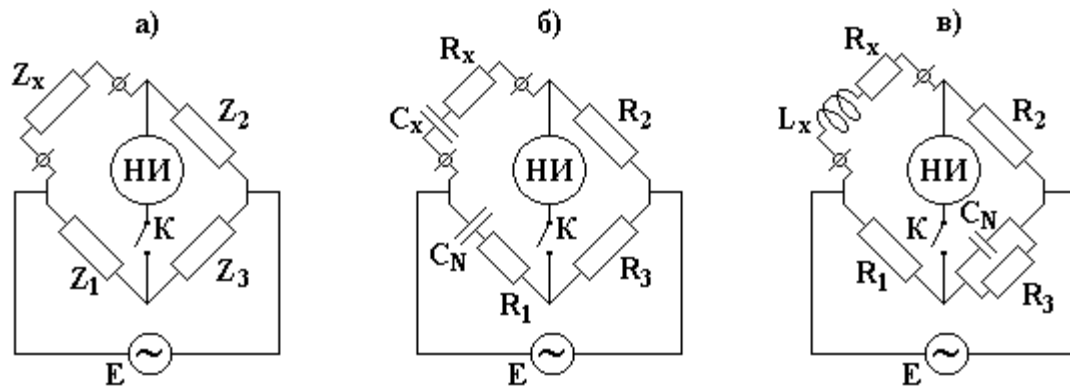 а) б) в)
Zx Z2 НИ К Z1 Z3 E
Rx Cx R2 НИ К CN R1 R3 E
Rx Lx R2 НИ К CN R1 R3 E